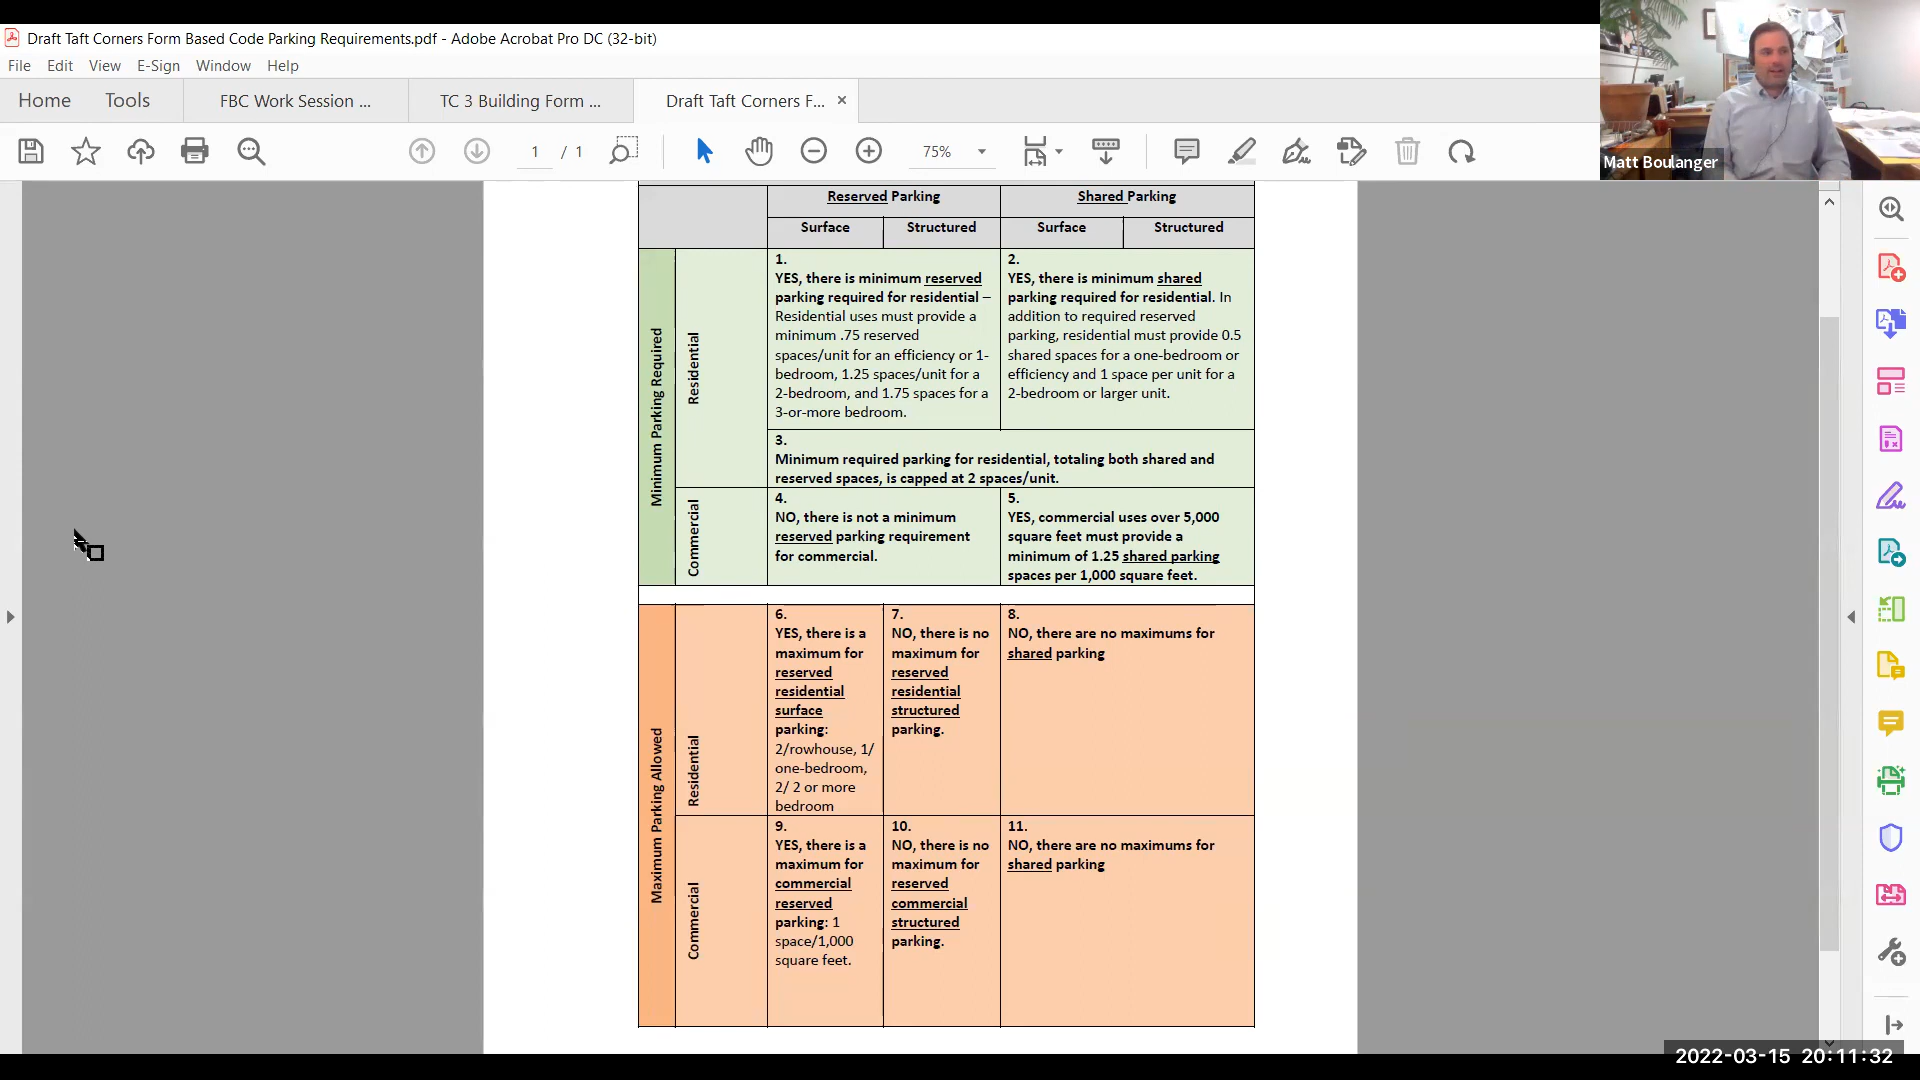 Draft Taft Corners Form Based Code Parking Requirements.pdf - Adobe Acrobat Pro DC (32-bit)
File Edit View E-Sign Window Help
Home Tools FBC Work Session ... TC 3 Building Form ... Draft Taft Corners F... ×
1 / 1 75%
Matt Boulanger
Reserved Parking Shared Parking
Surface Structured Surface Structured
Minimum Parking Required
Residential
1.
YES, there is minimum reserved
parking required for residential –
Residential uses must provide a
minimum .75 reserved
spaces/unit for an efficiency or 1-
bedroom, 1.25 spaces/unit for a
2-bedroom, and 1.75 spaces for a
3-or-more bedroom.
2.
YES, there is minimum shared
parking required for residential. In
addition to required reserved
parking, residential must provide 0.5
shared spaces for a one-bedroom or
efficiency and 1 space per unit for a
2-bedroom or larger unit.
3.
Minimum required parking for residential, totaling both shared and
reserved spaces, is capped at 2 spaces/unit.
Commercial
4.
NO, there is not a minimum
reserved parking requirement
for commercial.
5.
YES, commercial uses over 5,000
square feet must provide a
minimum of 1.25 shared parking
spaces per 1,000 square feet.
Maximum Parking Allowed
Residential
6.
YES, there is a
maximum for
reserved
residential
surface
parking:
2/rowhouse, 1/
one-bedroom,
2/ 2 or more
bedroom
7.
NO, there is no
maximum for
reserved
residential
structured
parking.
8.
NO, there are no maximums for
shared parking
Commercial
9.
YES, there is a
maximum for
commercial
reserved
parking: 1
space/1,000
square feet.
10.
NO, there is no
maximum for
reserved
commercial
structured
parking.
11.
NO, there are no maximums for
shared parking
2022-03-15 20:11:32